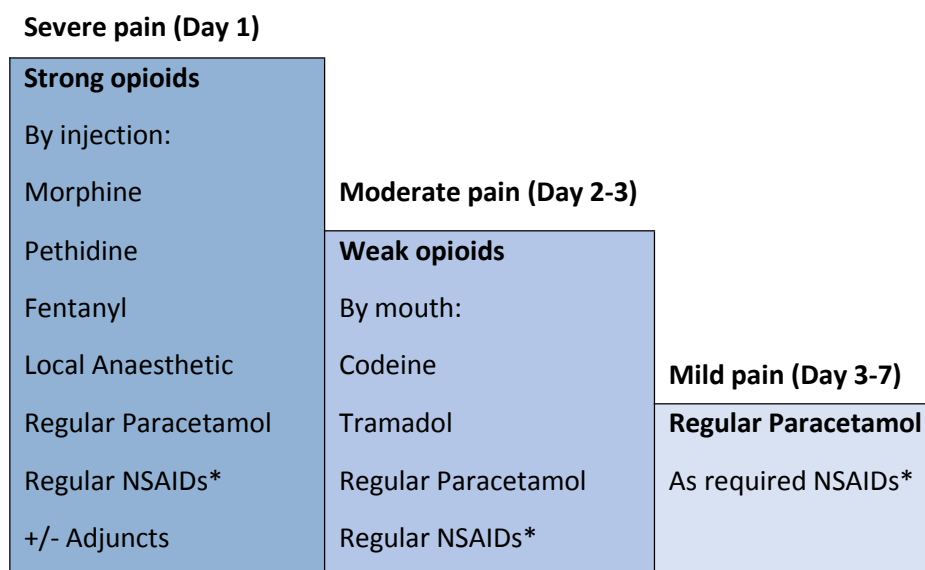 Severe pain (Day 1)
Strong opioids
By injection:
Morphine
Pethidine
Fentanyl
Local Anaesthetic
Regular Paracetamol
Regular NSAIDs*
+/- Adjuncts
Moderate pain (Day 2-3)
Weak opioids
By mouth:
Codeine
Tramadol
Regular Paracetamol
Regular NSAIDs*
Mild pain (Day 3-7)
Regular Paracetamol
As required NSAIDs*